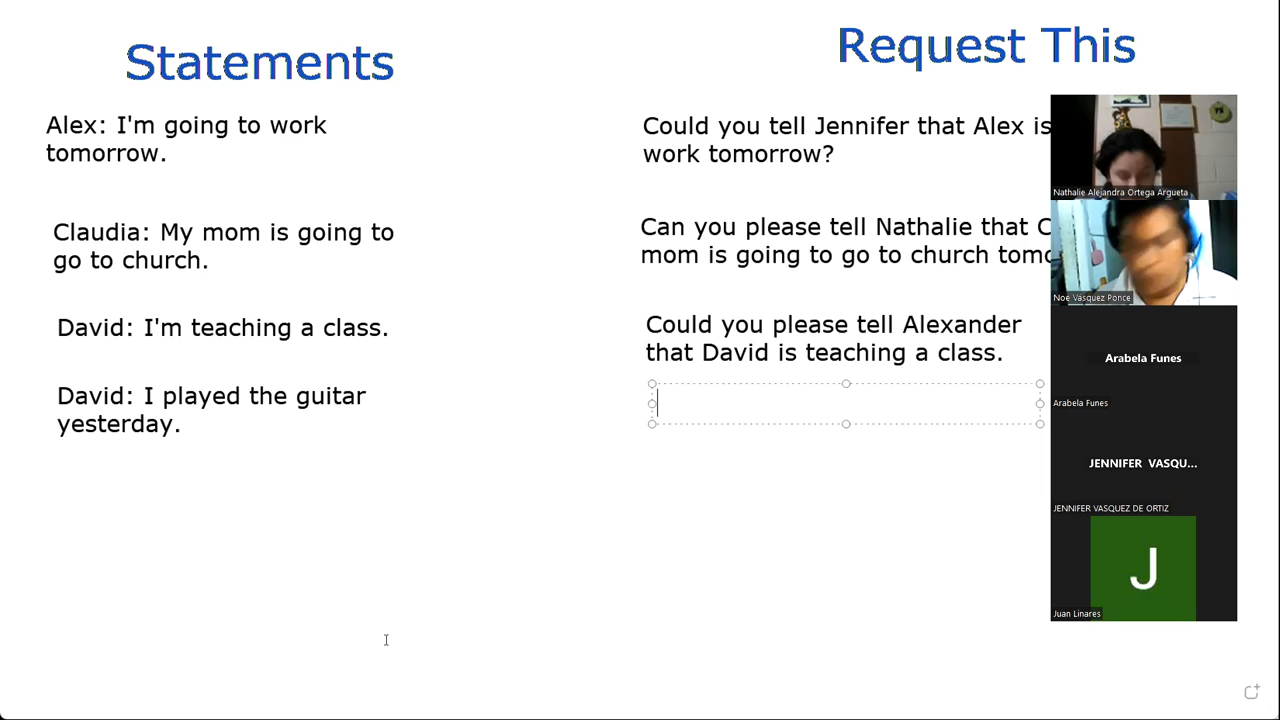 Statements
Request This
Alex: I'm going to work
tomorrow.
Could you tell Jennifer that Alex is
work tomorrow?
Claudia: My mom is going to
go to church.
Can you please tell Nathalie that C
mom is going to go to church tomo
David: I'm teaching a class.
Could you please tell Alexander
that David is teaching a class.
David: I played the guitar
yesterday.
Nathalie Alejandra Ortega Argueta
Noe Vasquez Ponce
Arabela Funes
Arabela Funes
JENNIFER VASQU...
JENNIFER VASQUEZ DE ORTIZ
J
Juan Linares